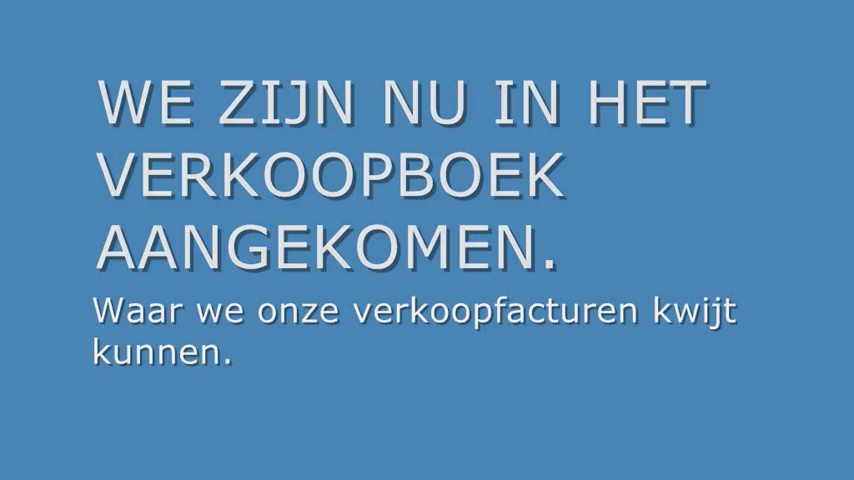 WE ZIJN NU IN HET
VERKOOPBOEK
AANGEKOMEN.
Waar we onze verkoopfacturen kwijt
kunnen.